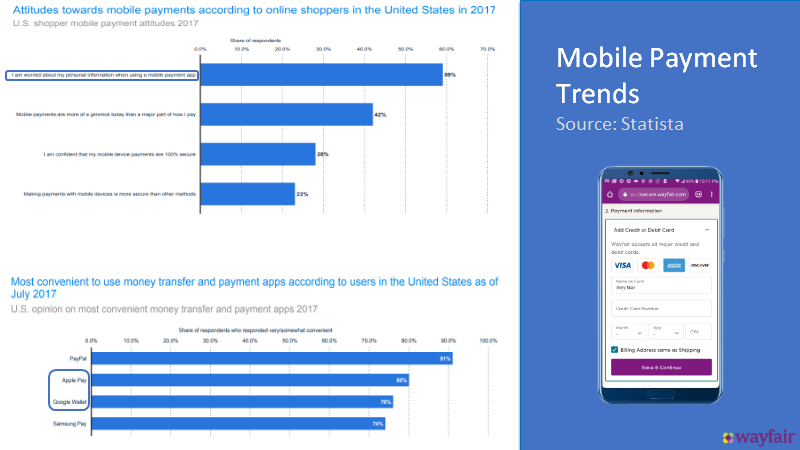 Attitudes towards mobile payments according to online shoppers in the United States in 2017
U.S. shopper mobile payment attitudes 2017
Share of respondents
0.0% 10.0% 20.0% 30.0% 40.0% 50.0% 60.0% 70.0%
I am worried about my personal information when using a mobile payment app
59%
Mobile payments are more of a gimmick today than a major part of how I pay
42%
I am confident that my mobile device payments are 100% secure
28%
Making payments with mobile devices is more secure than other methods
23%
Most convenient to use money transfer and payment apps according to users in the United States as of
July 2017
U.S. opinion on most convenient money transfer and payment apps 2017
Share of respondents who responded very/somewhat convenient
0.0% 10.0% 20.0% 30.0% 40.0% 50.0% 60.0% 70.0% 80.0% 90.0% 100.0%
PayPal 91%
Apple Pay 80%
Google Wallet 76%
Samsung Pay 74%
Mobile Payment
Trends
Source: Statista
secure.wayfair.com
2. Payment Information
Add Credit or Debit Card
Wayfair accepts all major credit and
debit cards.
VISA DISCOVER
Name on Card
Amy Nor
Credit Card Number
Month Year CVV
Billing Address same as Shipping
Save & Continue
wayfair